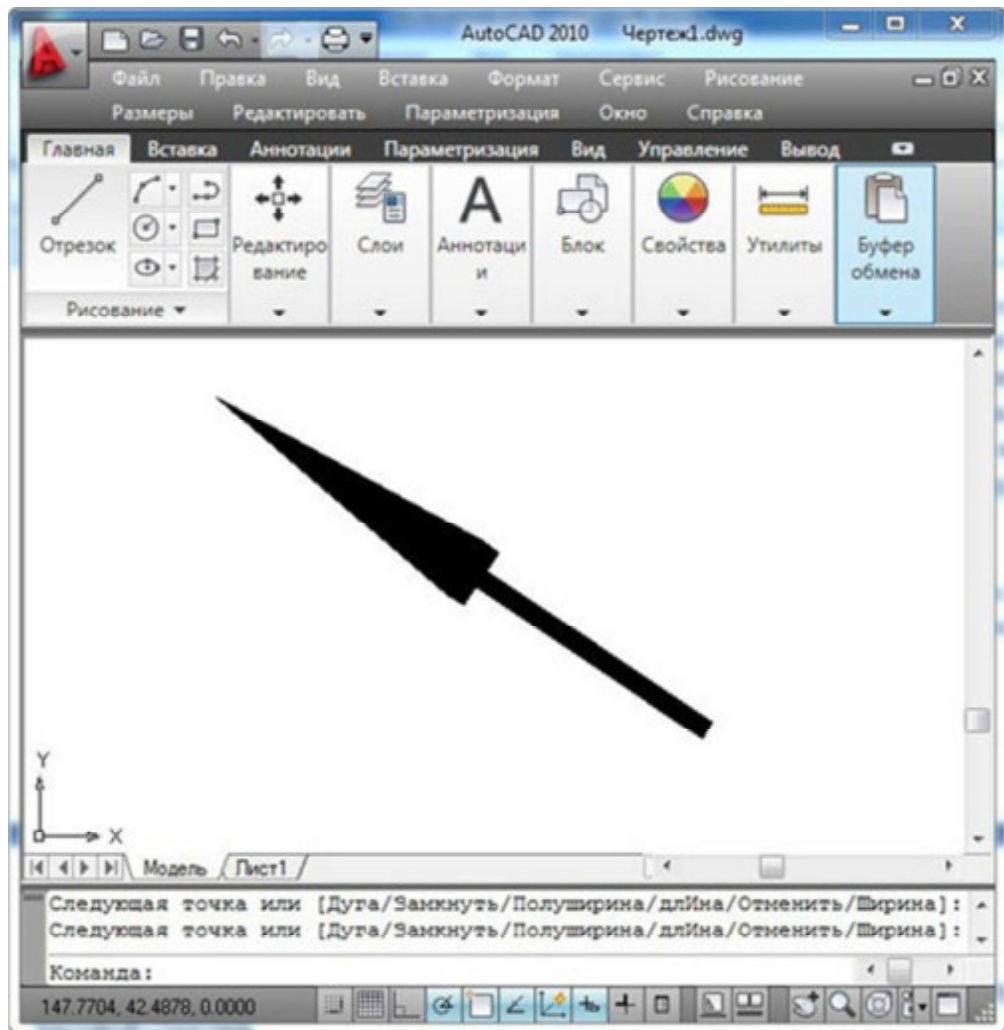 AutoCAD 2010 Чертеж1.dwg
Файл Правка Вид Вставка Формат Сервис Рисование
Размеры Редактировать Параметризация Окно Справка
Главная Вставка Аннотации Параметризация Вид Управление Вывод
Отрезок
Редактиро
вание
Слои
A
Аннотаци
и
Блок
Свойства
Утилиты
Буфер
обмена
Рисование
Y
X
Модель Лист1
Следующая точка или [Дуга/Замкнуть/Полуширина/длИна/Отменить/Ширина]:
Следующая точка или [Дуга/Замкнуть/Полуширина/длИна/Отменить/Ширина]:
Команда:
147.7704, 42.4878, 0.0000